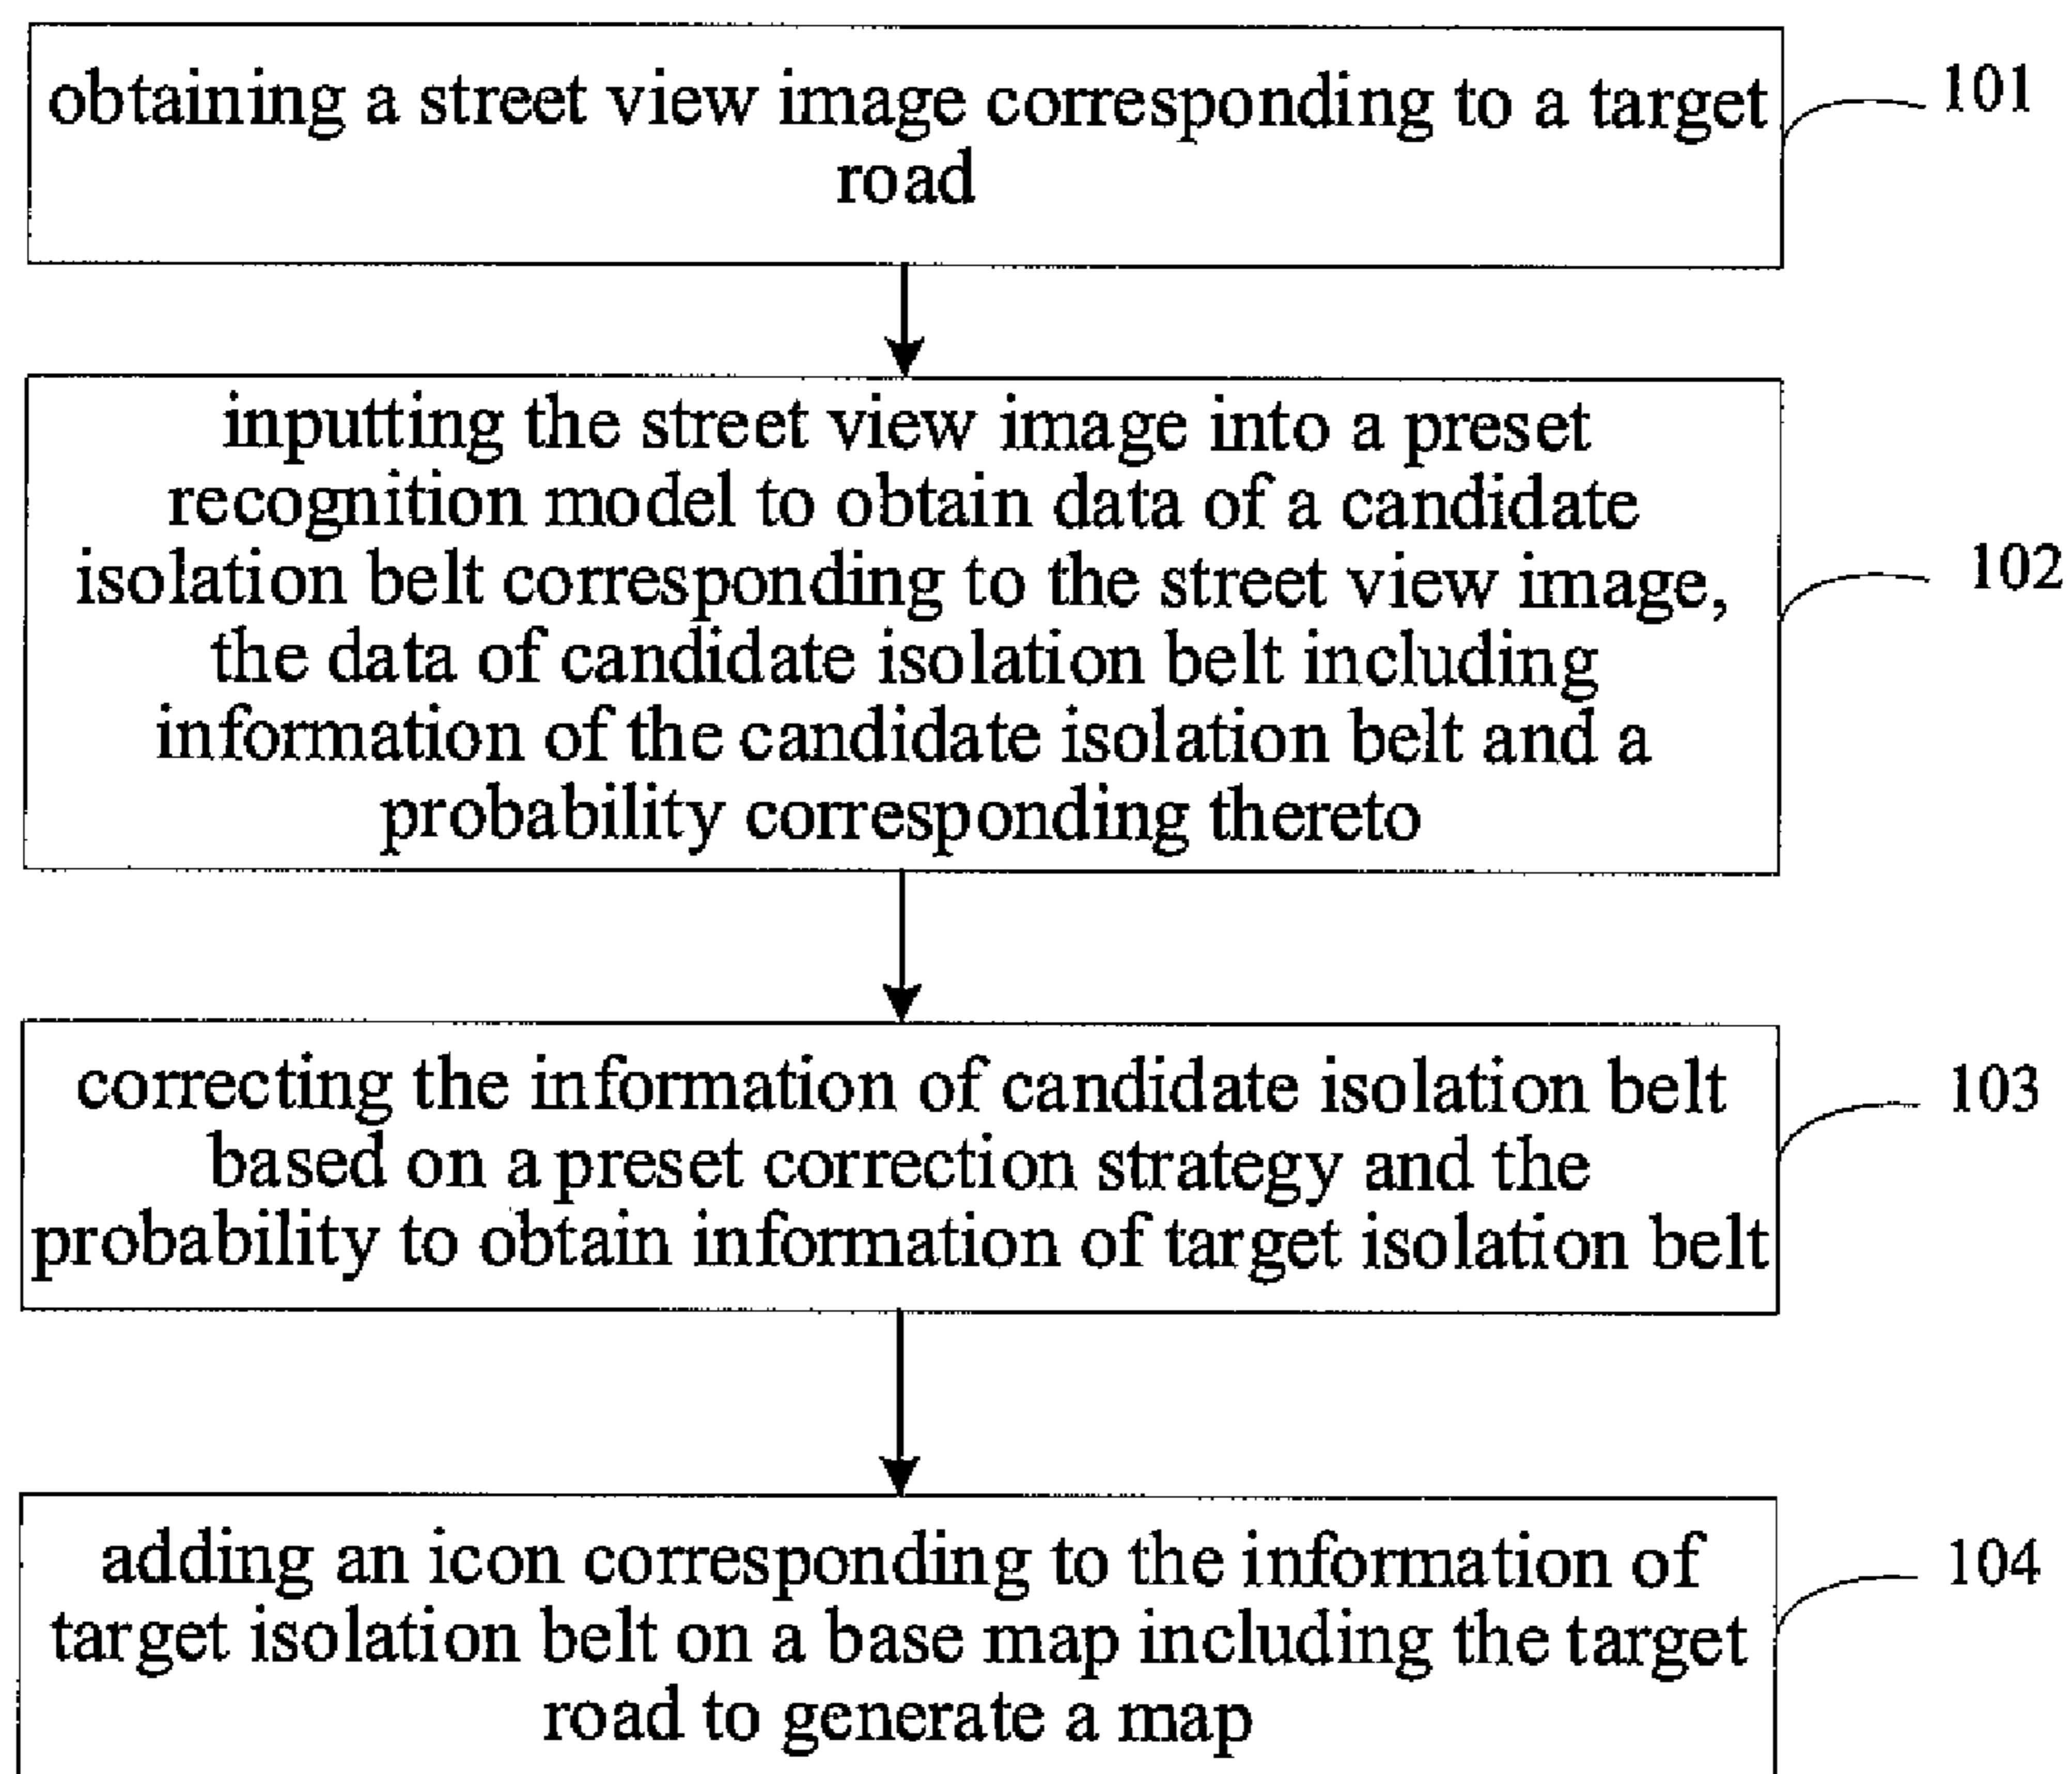 obtaining a street view image corresponding to a target
road
101
inputting the street view image into a preset
recognition model to obtain data of a candidate
isolation belt corresponding to the street view image,
the data of candidate isolation belt including
information of the candidate isolation belt and a
probability corresponding thereto
102
correcting the information of candidate isolation belt
based on a preset correction strategy and the
probability to obtain information of target isolation belt
103
adding an icon corresponding to the information of
target isolation belt on a base map including the target
road to generate a map
104